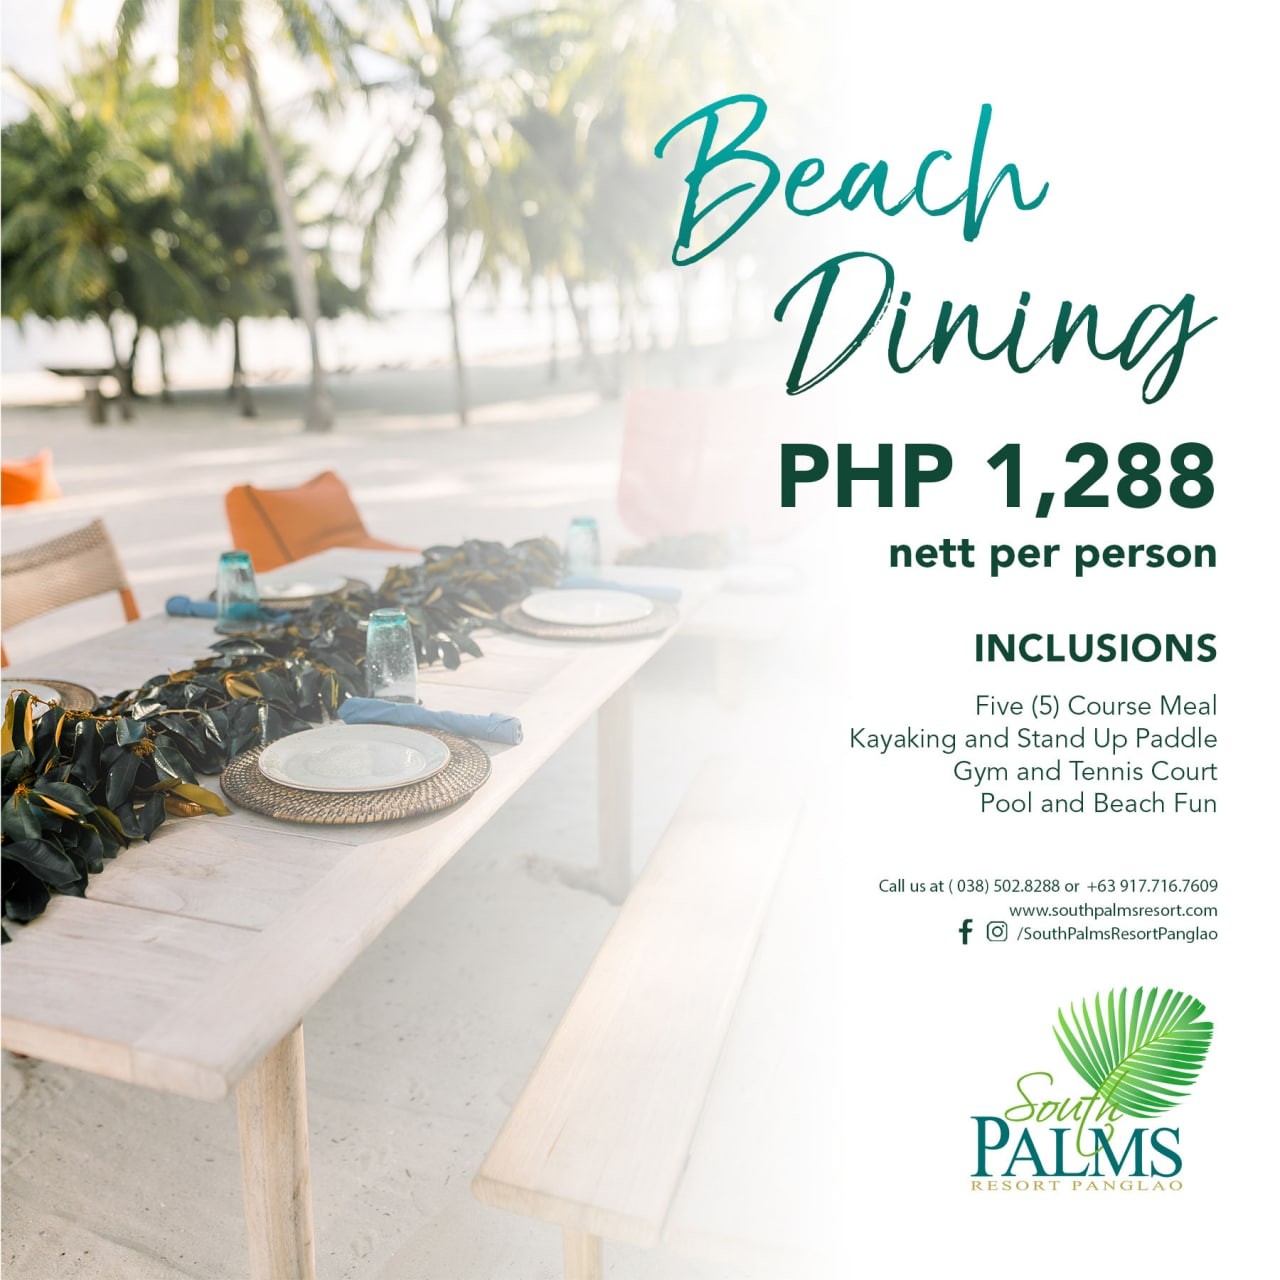 Beach
Dining
PHP 1,288
nett per person
INCLUSIONS
Five (5) Course Meal
Kayaking and Stand Up Paddle
Gym and Tennis Court
Pool and Beach Fun
Call us at ( 038) 502.8288 or +63 917.716.7609
www.southpalmsresort.com
/SouthPalmsResortPanglao
South
PALMS
RESORT PANGLAO